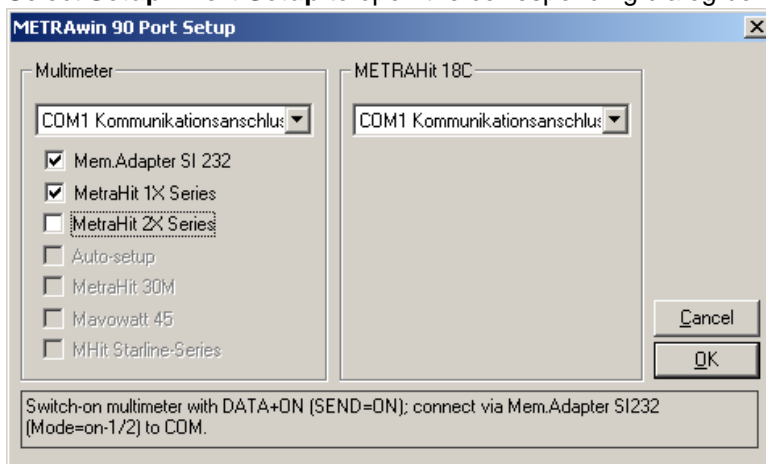 METRAwin 90 Port Setup
Multimeter
COM1 Kommunikationsanschlu
Mem.Adapter SI 232
MetraHit 1X Series
MetraHit 2X Series
Auto-setup
MetraHit 30M
Mavowatt 45
MHit Starline-Series
METRAHit 18C
COM1 Kommunikationsanschlu
Cancel
OK
Switch-on multimeter with DATA+ON (SEND=ON); connect via Mem.Adapter SI232
(Mode=on-1/2) to COM.